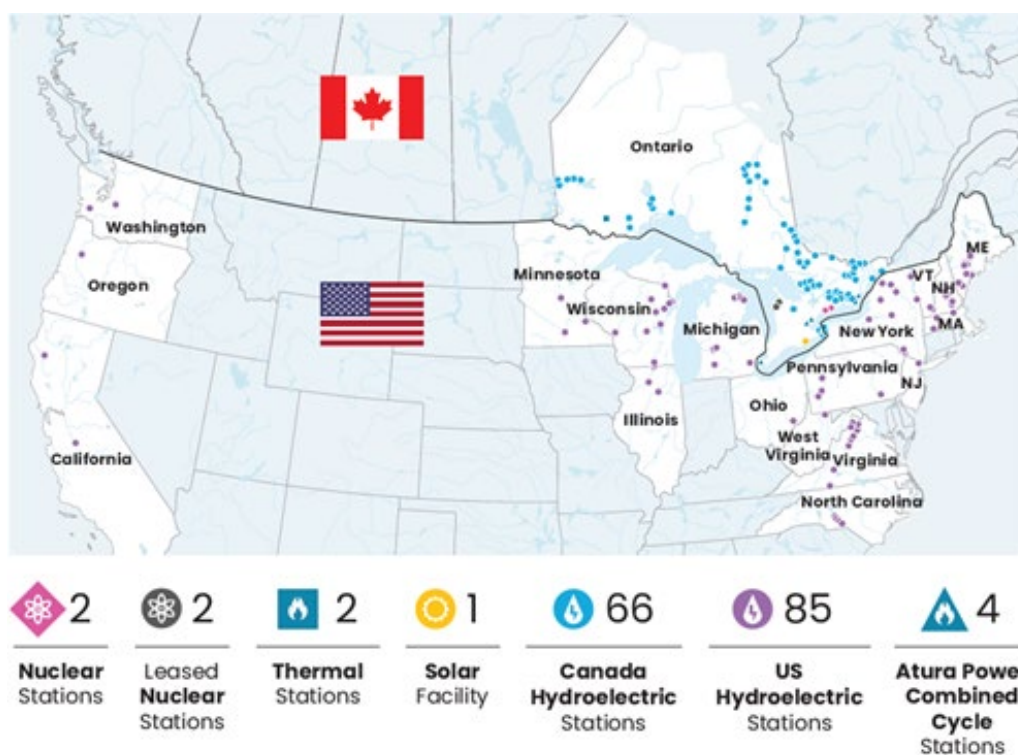 Ontario
Washington
Oregon
Minnesota
Wisconsin
Michigan
ME
VT
NH
MA
New York
Pennsylvania
NJ
Illinois
Ohio
West
Virginia
Virginia
California
North Carolina
2
2
2
1
66
85
4
Nuclear
Stations
Leased
Nuclear
Stations
Thermal
Stations
Solar
Facility
Canada
Hydroelectric
Stations
US
Hydroelectric
Stations
Atura Power
Combined
Cycle
Stations